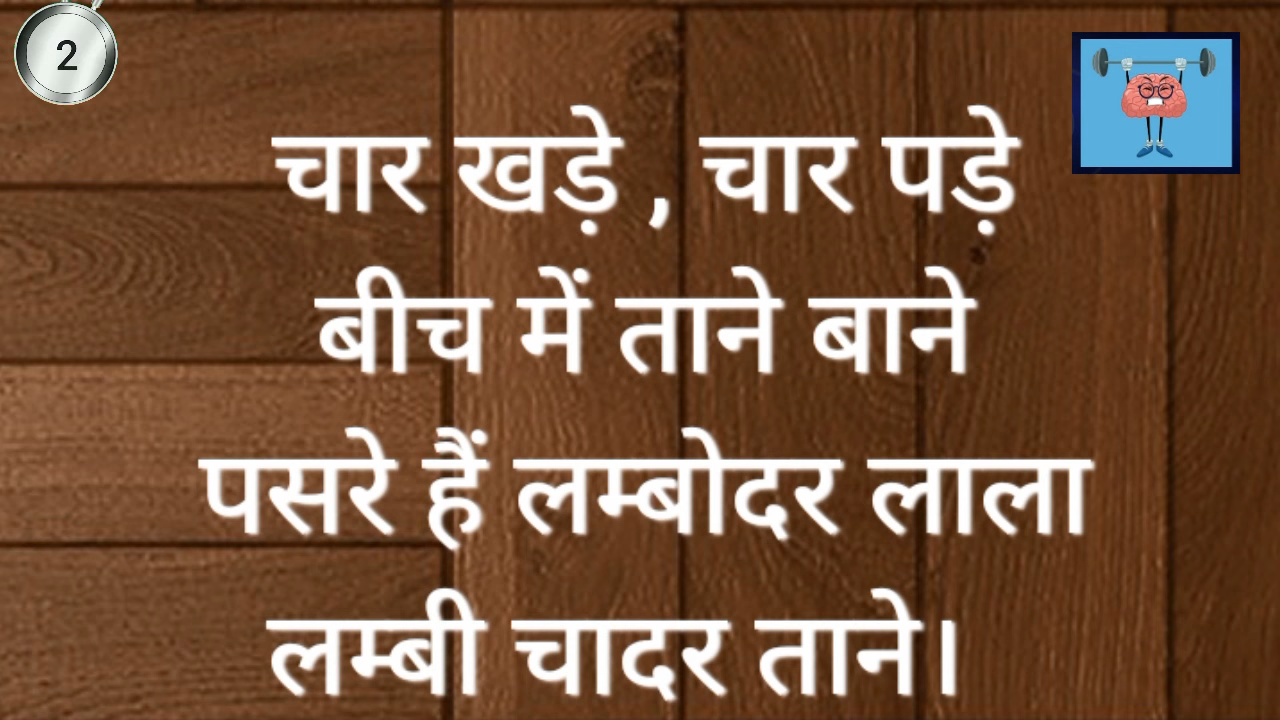 2
चार खड़े , चार पड़े
बीच में ताने बाने
पसरे हैं लम्बोदर लाला
लम्बी चादर ताने।